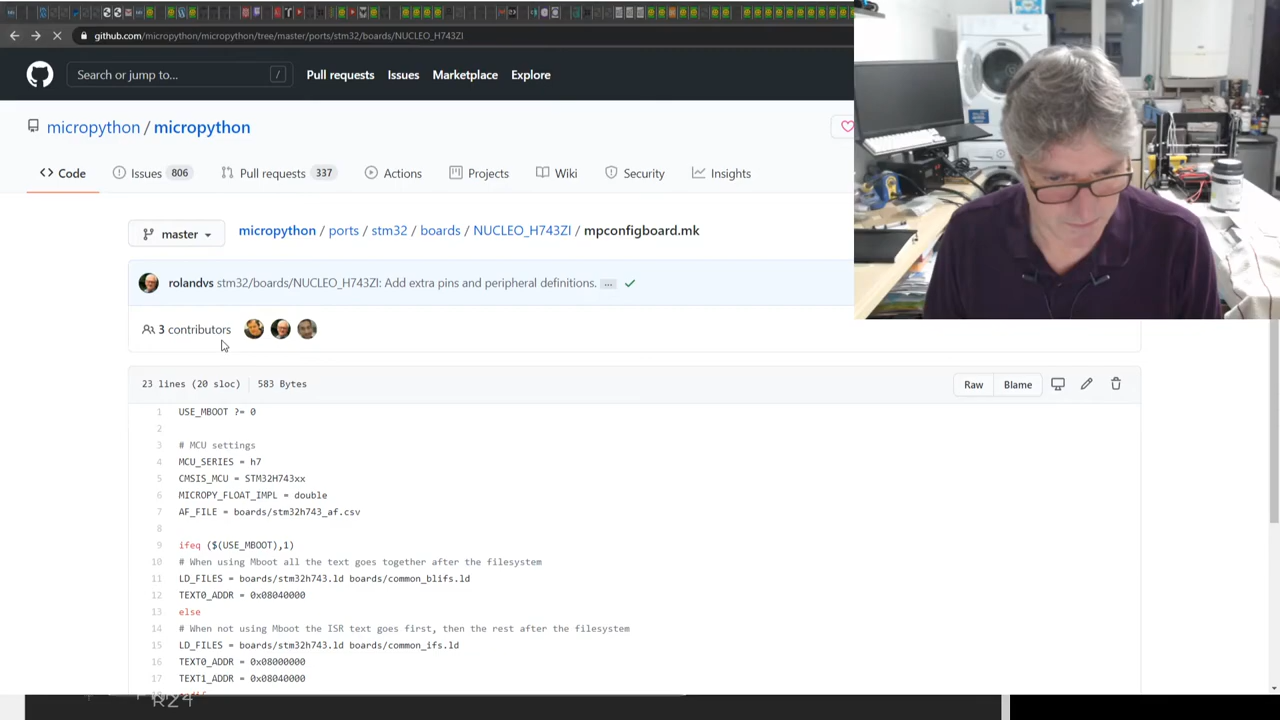 github.com/micropython/micropython/tree/master/ports/stm32/boards/NUCLEO_H743ZI
Search or jump to... /
Pull requests Issues Marketplace Explore
micropython / micropython
Code Issues 806 Pull requests 337 Actions Projects Wiki Security Insights
master micropython / ports / stm32 / boards / NUCLEO_H743ZI / mpconfigboard.mk
rolandvs stm32/boards/NUCLEO_H743ZI: Add extra pins and peripheral definitions. ...
3 contributors
23 lines (20 sloc) 583 Bytes Raw Blame
1 USE_MBOOT ?= 0
2
3 # MCU settings
4 MCU_SERIES = h7
5 CMSIS_MCU = STM32H743xx
6 MICROPY_FLOAT_IMPL = double
7 AF_FILE = boards/stm32h743_af.csv
8
9 ifeq ($(USE_MBOOT),1)
10 # When using Mboot all the text goes together after the filesystem
11 LD_FILES = boards/stm32h743.ld boards/common_blifs.ld
12 TEXT0_ADDR = 0x08040000
13 else
14 # When not using Mboot the ISR text goes first, then the rest after the filesystem
15 LD_FILES = boards/stm32h743.ld boards/common_ifs.ld
16 TEXT0_ADDR = 0x08000000
17 TEXT1_ADDR = 0x08040000